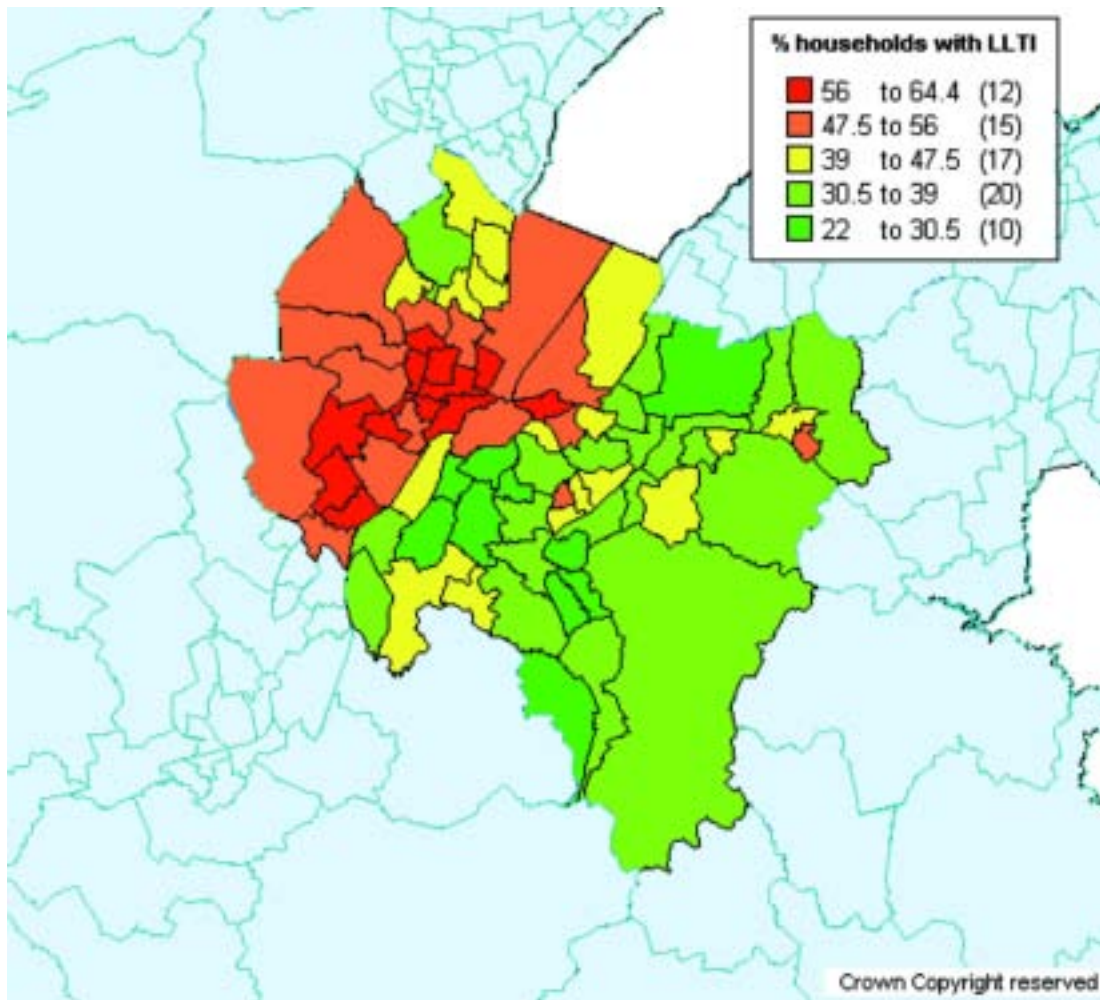 % households with LLTI
56 to 64.4 (12)
47.5 to 56 (15)
39 to 47.5 (17)
30.5 to 39 (20)
22 to 30.5 (10)
Crown Copyright reserved